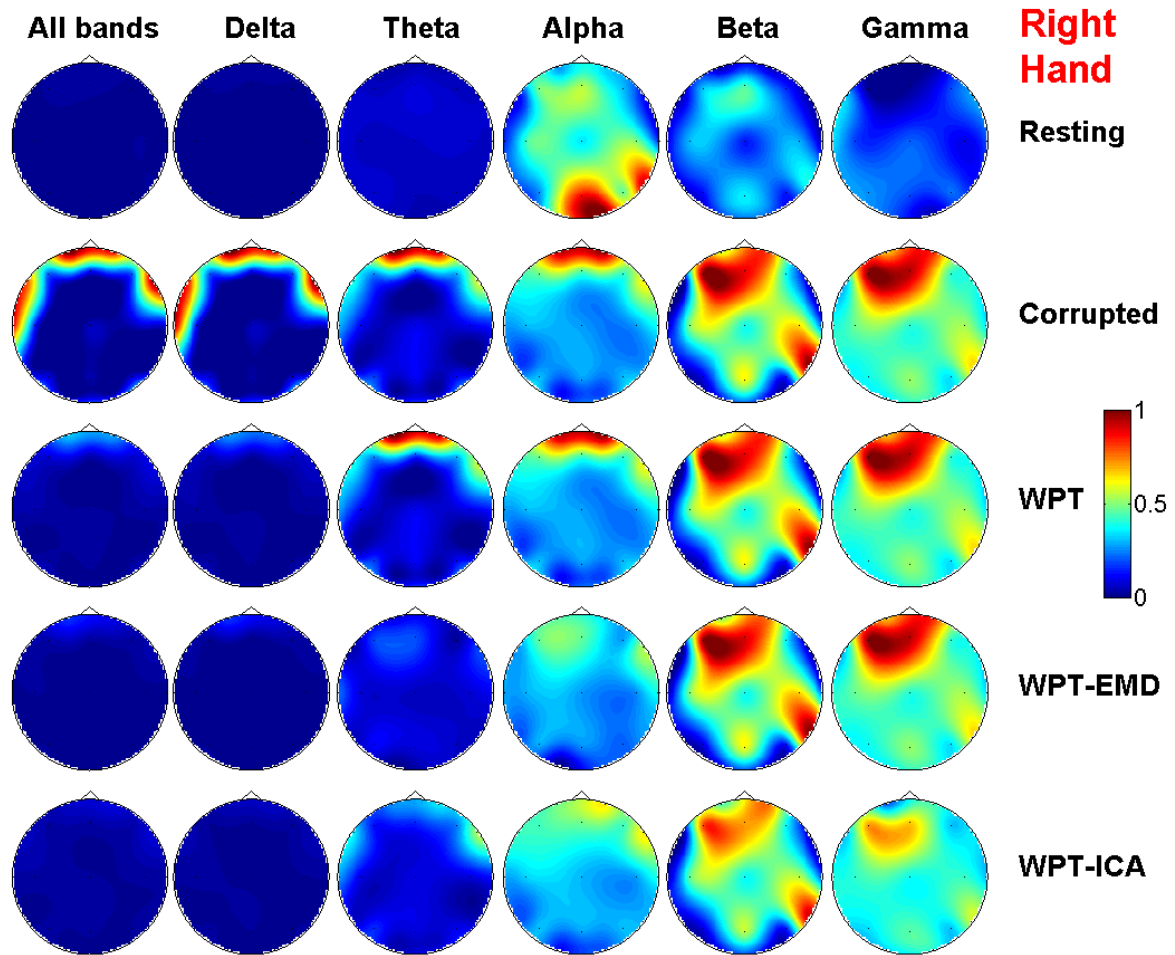 All bands Delta Theta Alpha Beta Gamma
Right
Hand
Resting
Corrupted
1
WPT
0.5
0
WPT-EMD
WPT-ICA